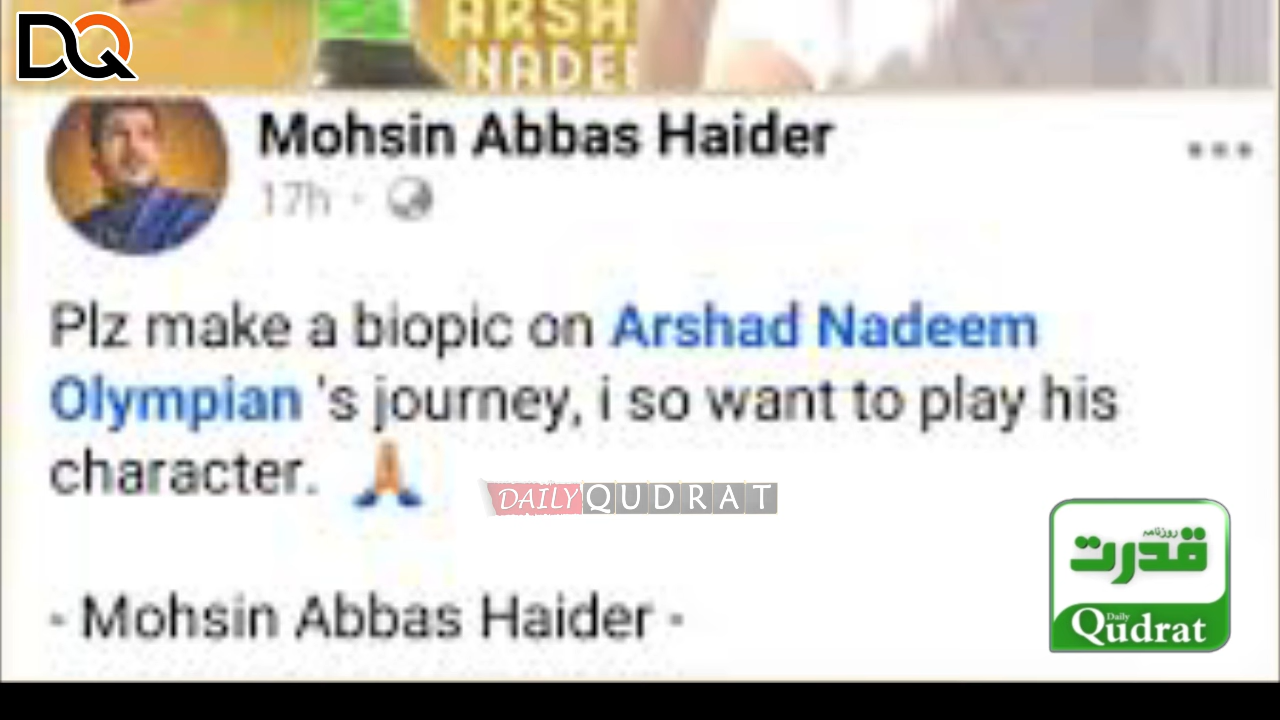 DQ
ARSH
NADE
Mohsin Abbas Haider
17h
Plz make a biopic on Arshad Nadeem
Olympian 's journey, i so want to play his
character. 🙏
DAILY QUDRAT
روزنامہ
قدرت
Daily
Qudrat
- Mohsin Abbas Haider -